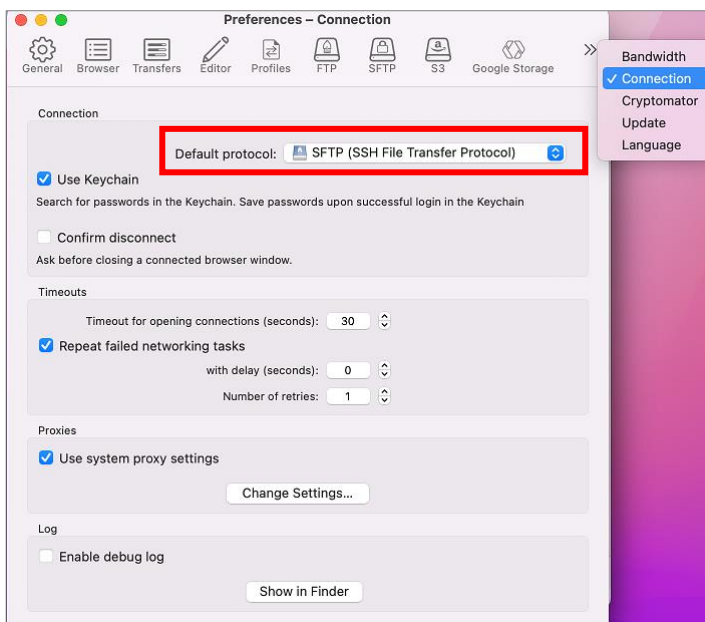 Preferences – Connection
General Browser Transfers Editor Profiles FTP SFTP S3 Google Storage
Bandwidth
✓ Connection
Cryptomator
Update
Language
Connection
Default protocol: SFTP (SSH File Transfer Protocol)
Use Keychain
Search for passwords in the Keychain. Save passwords upon successful login in the Keychain
Confirm disconnect
Ask before closing a connected browser window.
Timeouts
Timeout for opening connections (seconds): 30
Repeat failed networking tasks
with delay (seconds): 0
Number of retries: 1
Proxies
Use system proxy settings
Change Settings...
Log
Enable debug log
Show in Finder